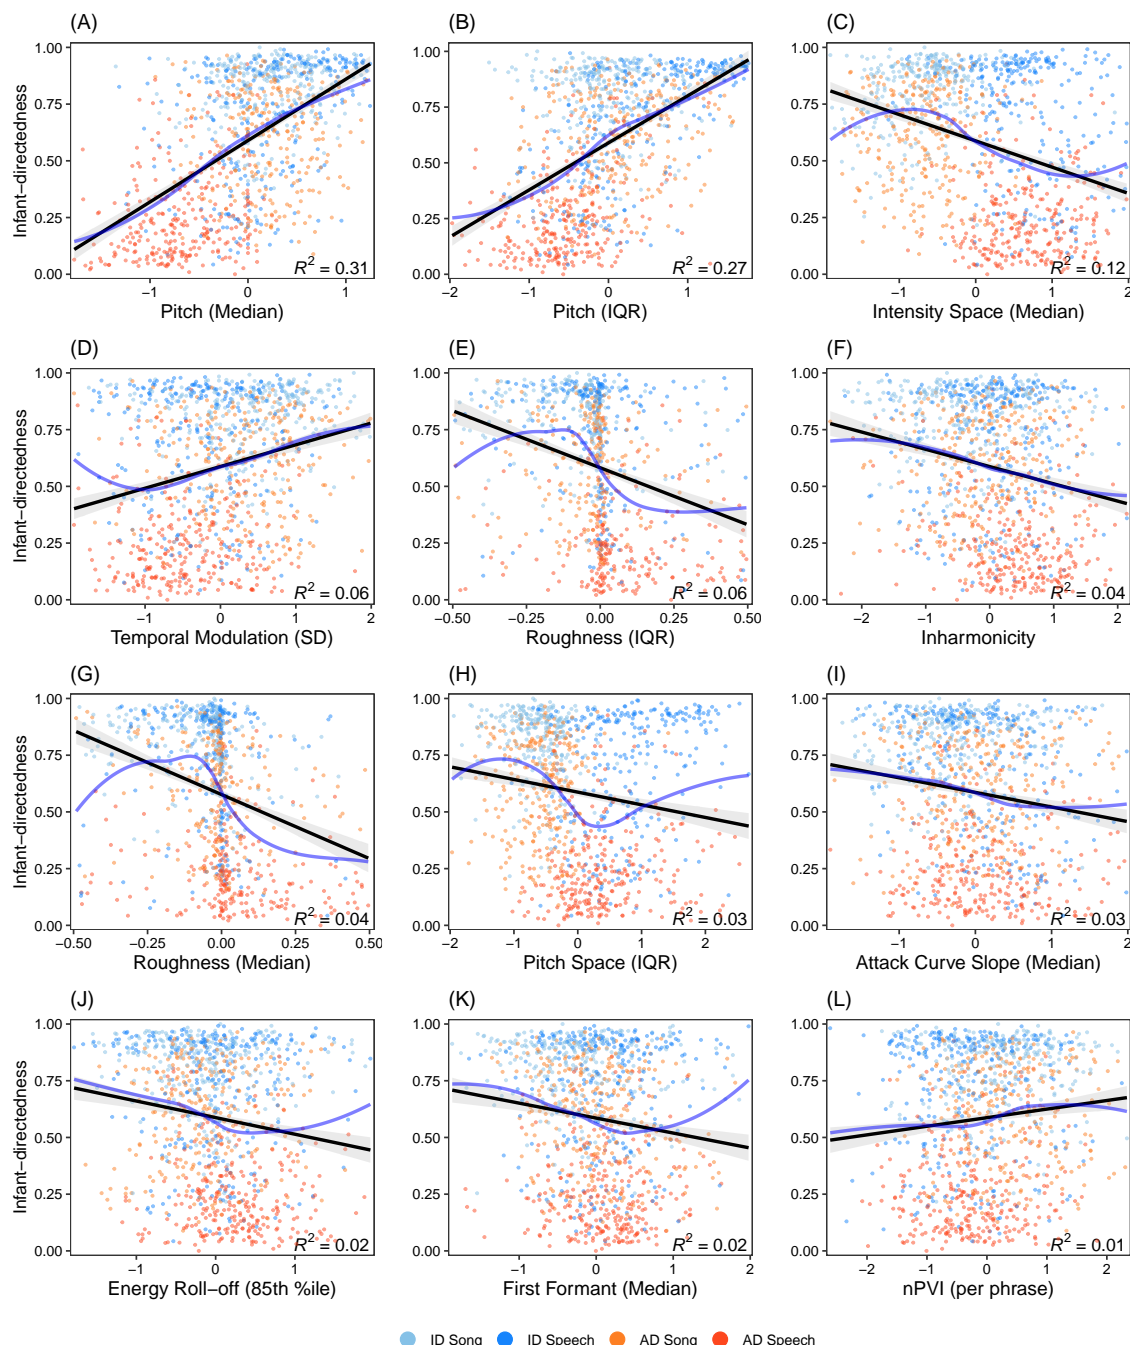 (A) (B) (C)
Infant−directedness
1.00 0.75 0.50 0.25 0.00
1.00 0.75 0.50 0.25 0.00
1.00 0.75 0.50 0.25 0.00
R² = 0.31 R² = 0.27 R² = 0.12
−1 0 1
−2 −1 0 1
−1 0 1 2
Pitch (Median) Pitch (IQR) Intensity Space (Median)
(D) (E) (F)
Infant−directedness
1.00 0.75 0.50 0.25 0.00
1.00 0.75 0.50 0.25 0.00
1.00 0.75 0.50 0.25 0.00
R² = 0.06 R² = 0.06 R² = 0.04
−1 0 1 2
−0.50 −0.25 0.00 0.25 0.50
−2 −1 0 1 2
Temporal Modulation (SD) Roughness (IQR) Inharmonicity
(G) (H) (I)
Infant−directedness
1.00 0.75 0.50 0.25 0.00
1.00 0.75 0.50 0.25 0.00
1.00 0.75 0.50 0.25 0.00
R² = 0.04 R² = 0.03 R² = 0.03
−0.50 −0.25 0.00 0.25 0.50
−2 −1 0 1 2
−1 0 1 2
Roughness (Median) Pitch Space (IQR) Attack Curve Slope (Median)
(J) (K) (L)
Infant−directedness
1.00 0.75 0.50 0.25 0.00
1.00 0.75 0.50 0.25 0.00
1.00 0.75 0.50 0.25 0.00
R² = 0.02 R² = 0.02 R² = 0.01
−1 0 1
−1 0 1 2
−2 −1 0 1 2
Energy Roll−off (85th %ile) First Formant (Median) nPVI (per phrase)
ID Song ID Speech AD Song AD Speech